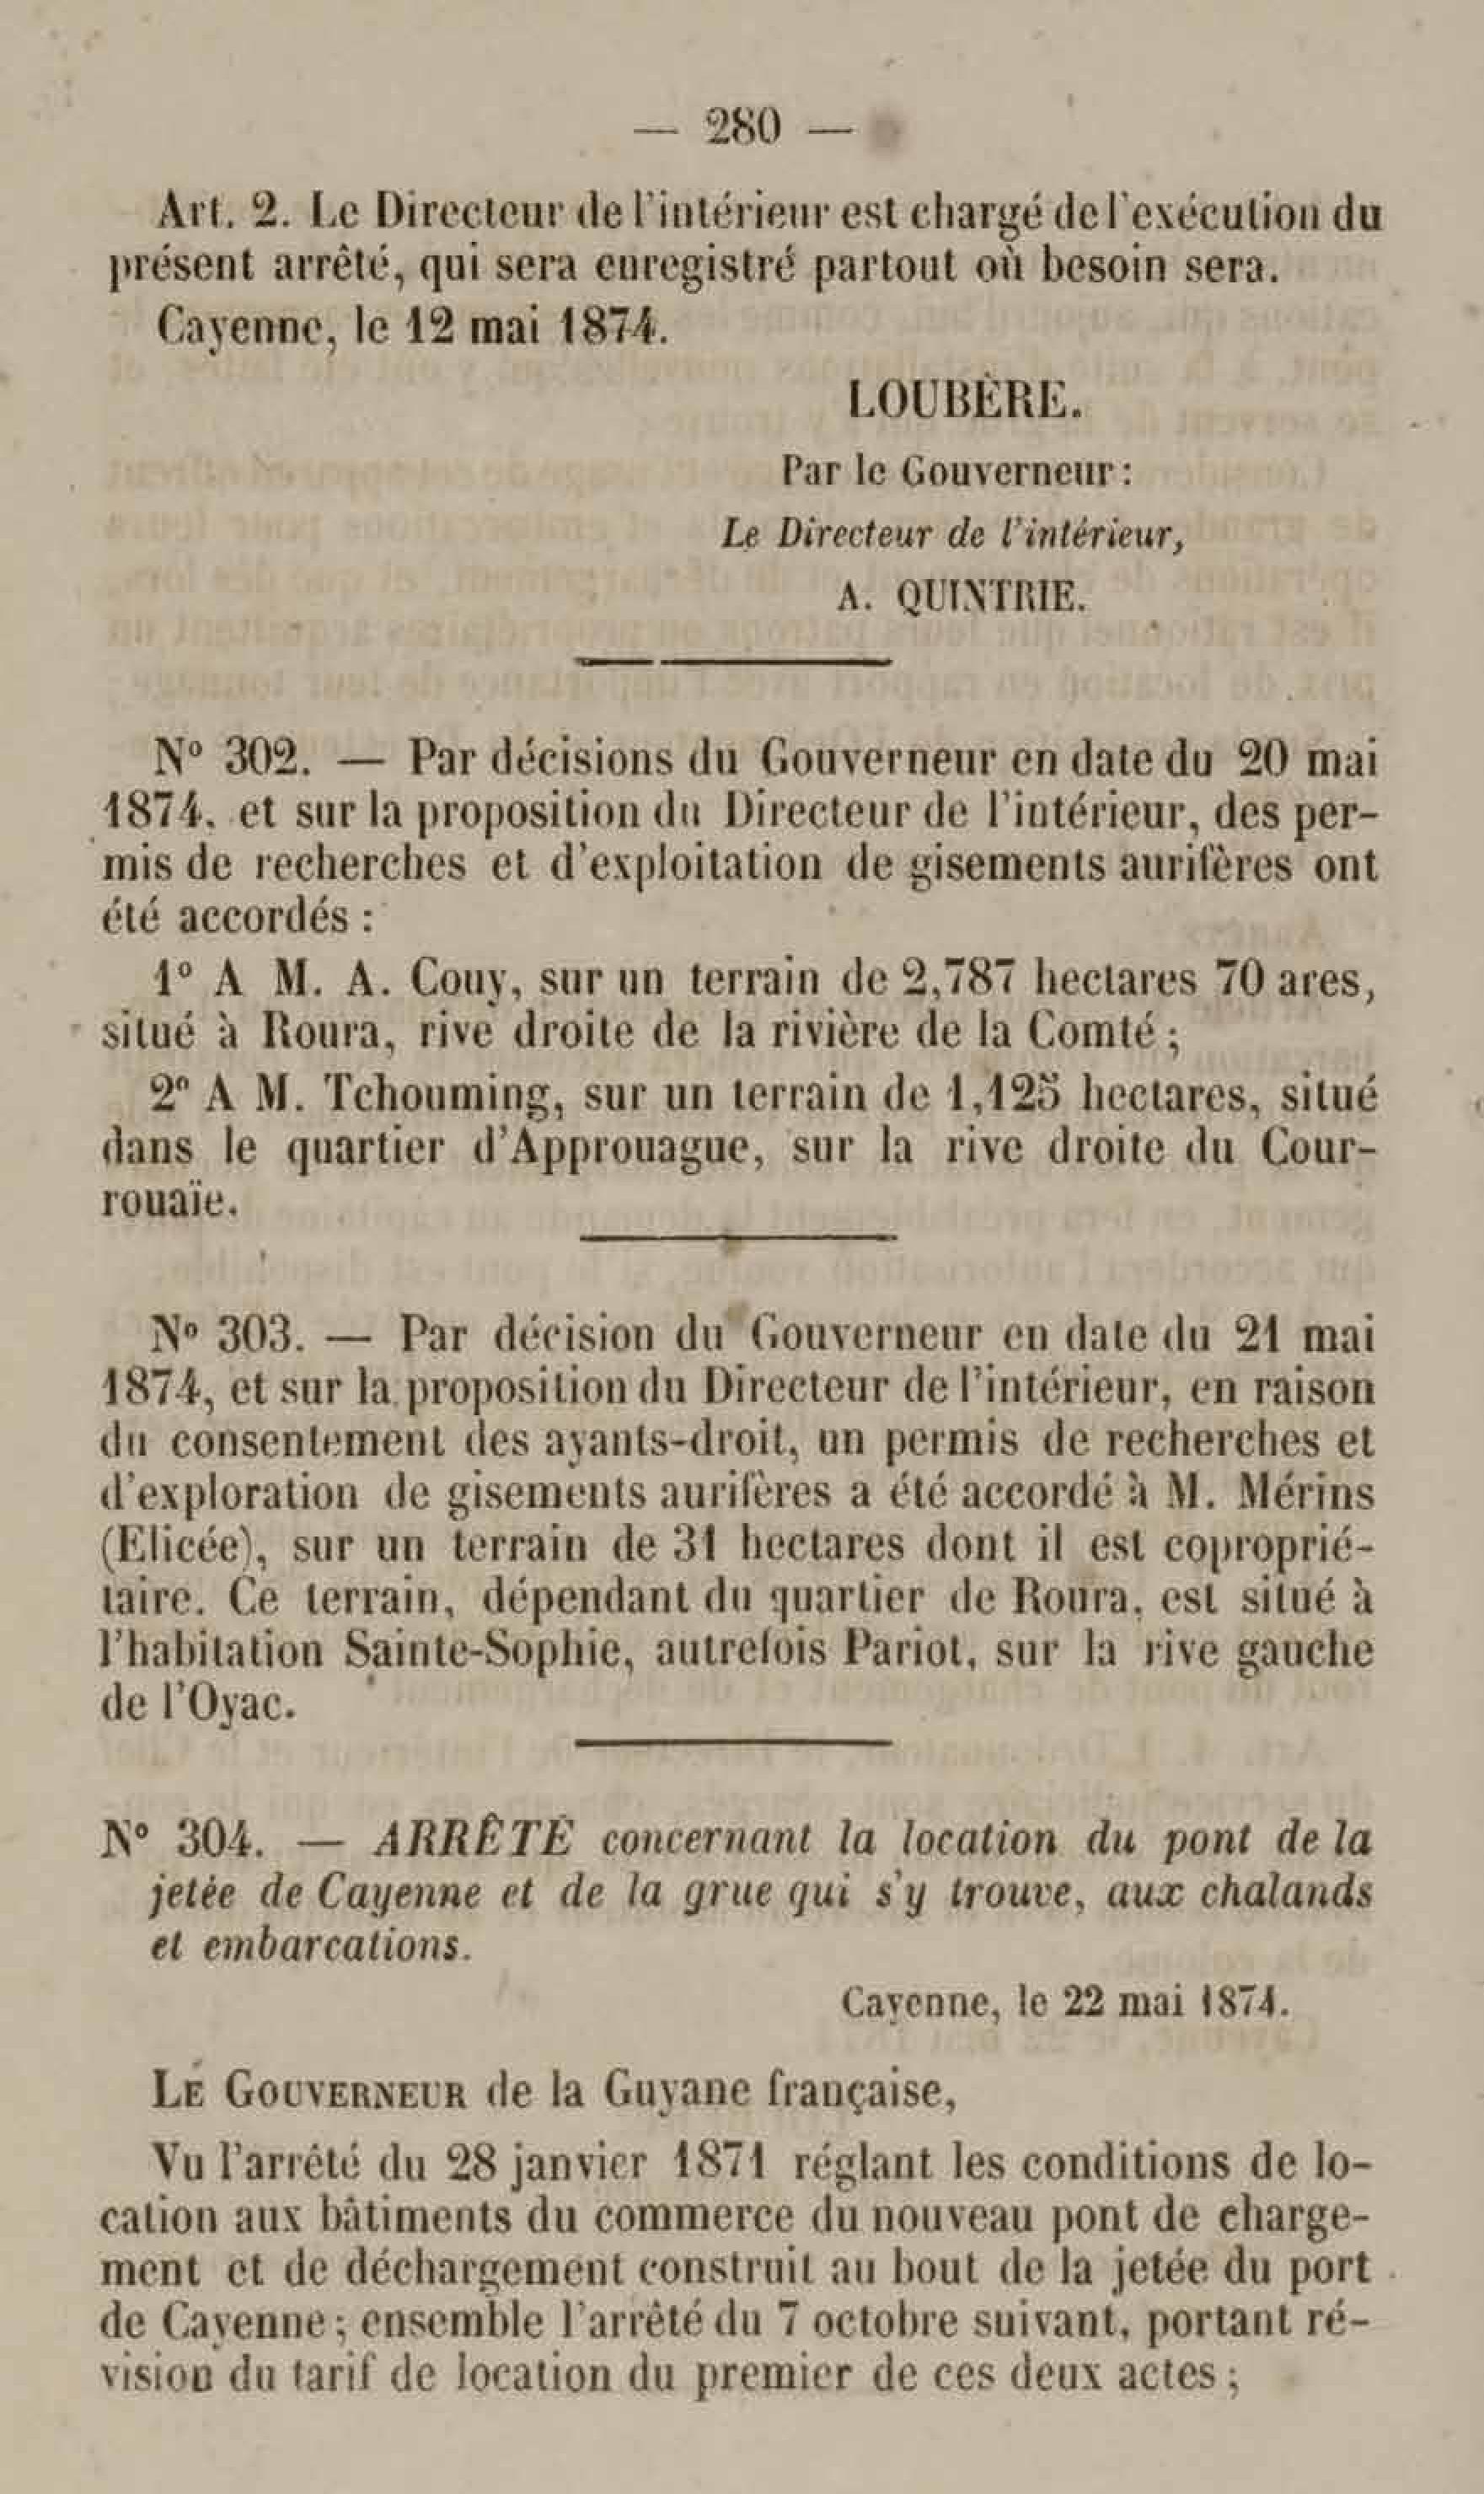 — 280 —
Art. 2. Le Directeur de l'intérieur est chargé de l'exécution du
présent arrêté, qui sera enregistré partout où besoin sera.
Cayenne, le 12 mai 1874.
LOUBÈRE.
Par le Gouverneur:
Le Directeur de l'intérieur,
A. QUINTRIE.
N° 302. — Par décisions du Gouverneur en date du 20 mai
1874, et sur la proposition du Directeur de l'intérieur, des per-
mis de recherches et d'exploitation de gisements aurifères ont
été accordés :
1° A M. A. Couy, sur un terrain de 2,787 hectares 70 ares,
situé à Roura, rive droite de la rivière de la Comté ;
2° A M. Tchouming, sur un terrain de 1,125 hectares, situé
dans le quartier d'Approuague, sur la rive droite du Cour-
rouaïe.
N° 303. — Par décision du Gouverneur en date du 21 mai
1874, et sur la proposition du Directeur de l'intérieur, en raison
du consentement des ayants-droit, un permis de recherches et
d'exploration de gisements aurifères a été accordé à M. Mérins
(Elicée), sur un terrain de 31 hectares dont il est coproprié-
taire. Ce terrain, dépendant du quartier de Roura, est situé à
l'habitation Sainte-Sophie, autrefois Pariot, sur la rive gauche
de l'Oyac.
N° 304. — ARRÊTÉ concernant la location du pont de la
jetée de Cayenne et de la grue qui s'y trouve, aux chalands
et embarcations.
Cayenne, le 22 mai 1874.
LE GOUVERNEUR de la Guyane française,
Vu l'arrêté du 28 janvier 1871 réglant les conditions de lo-
cation aux bâtiments du commerce du nouveau pont de charge-
ment et de déchargement construit au bout de la jetée du port
de Cayenne ; ensemble l'arrêté du 7 octobre suivant, portant ré-
vision du tarif de location du premier de ces deux actes ;